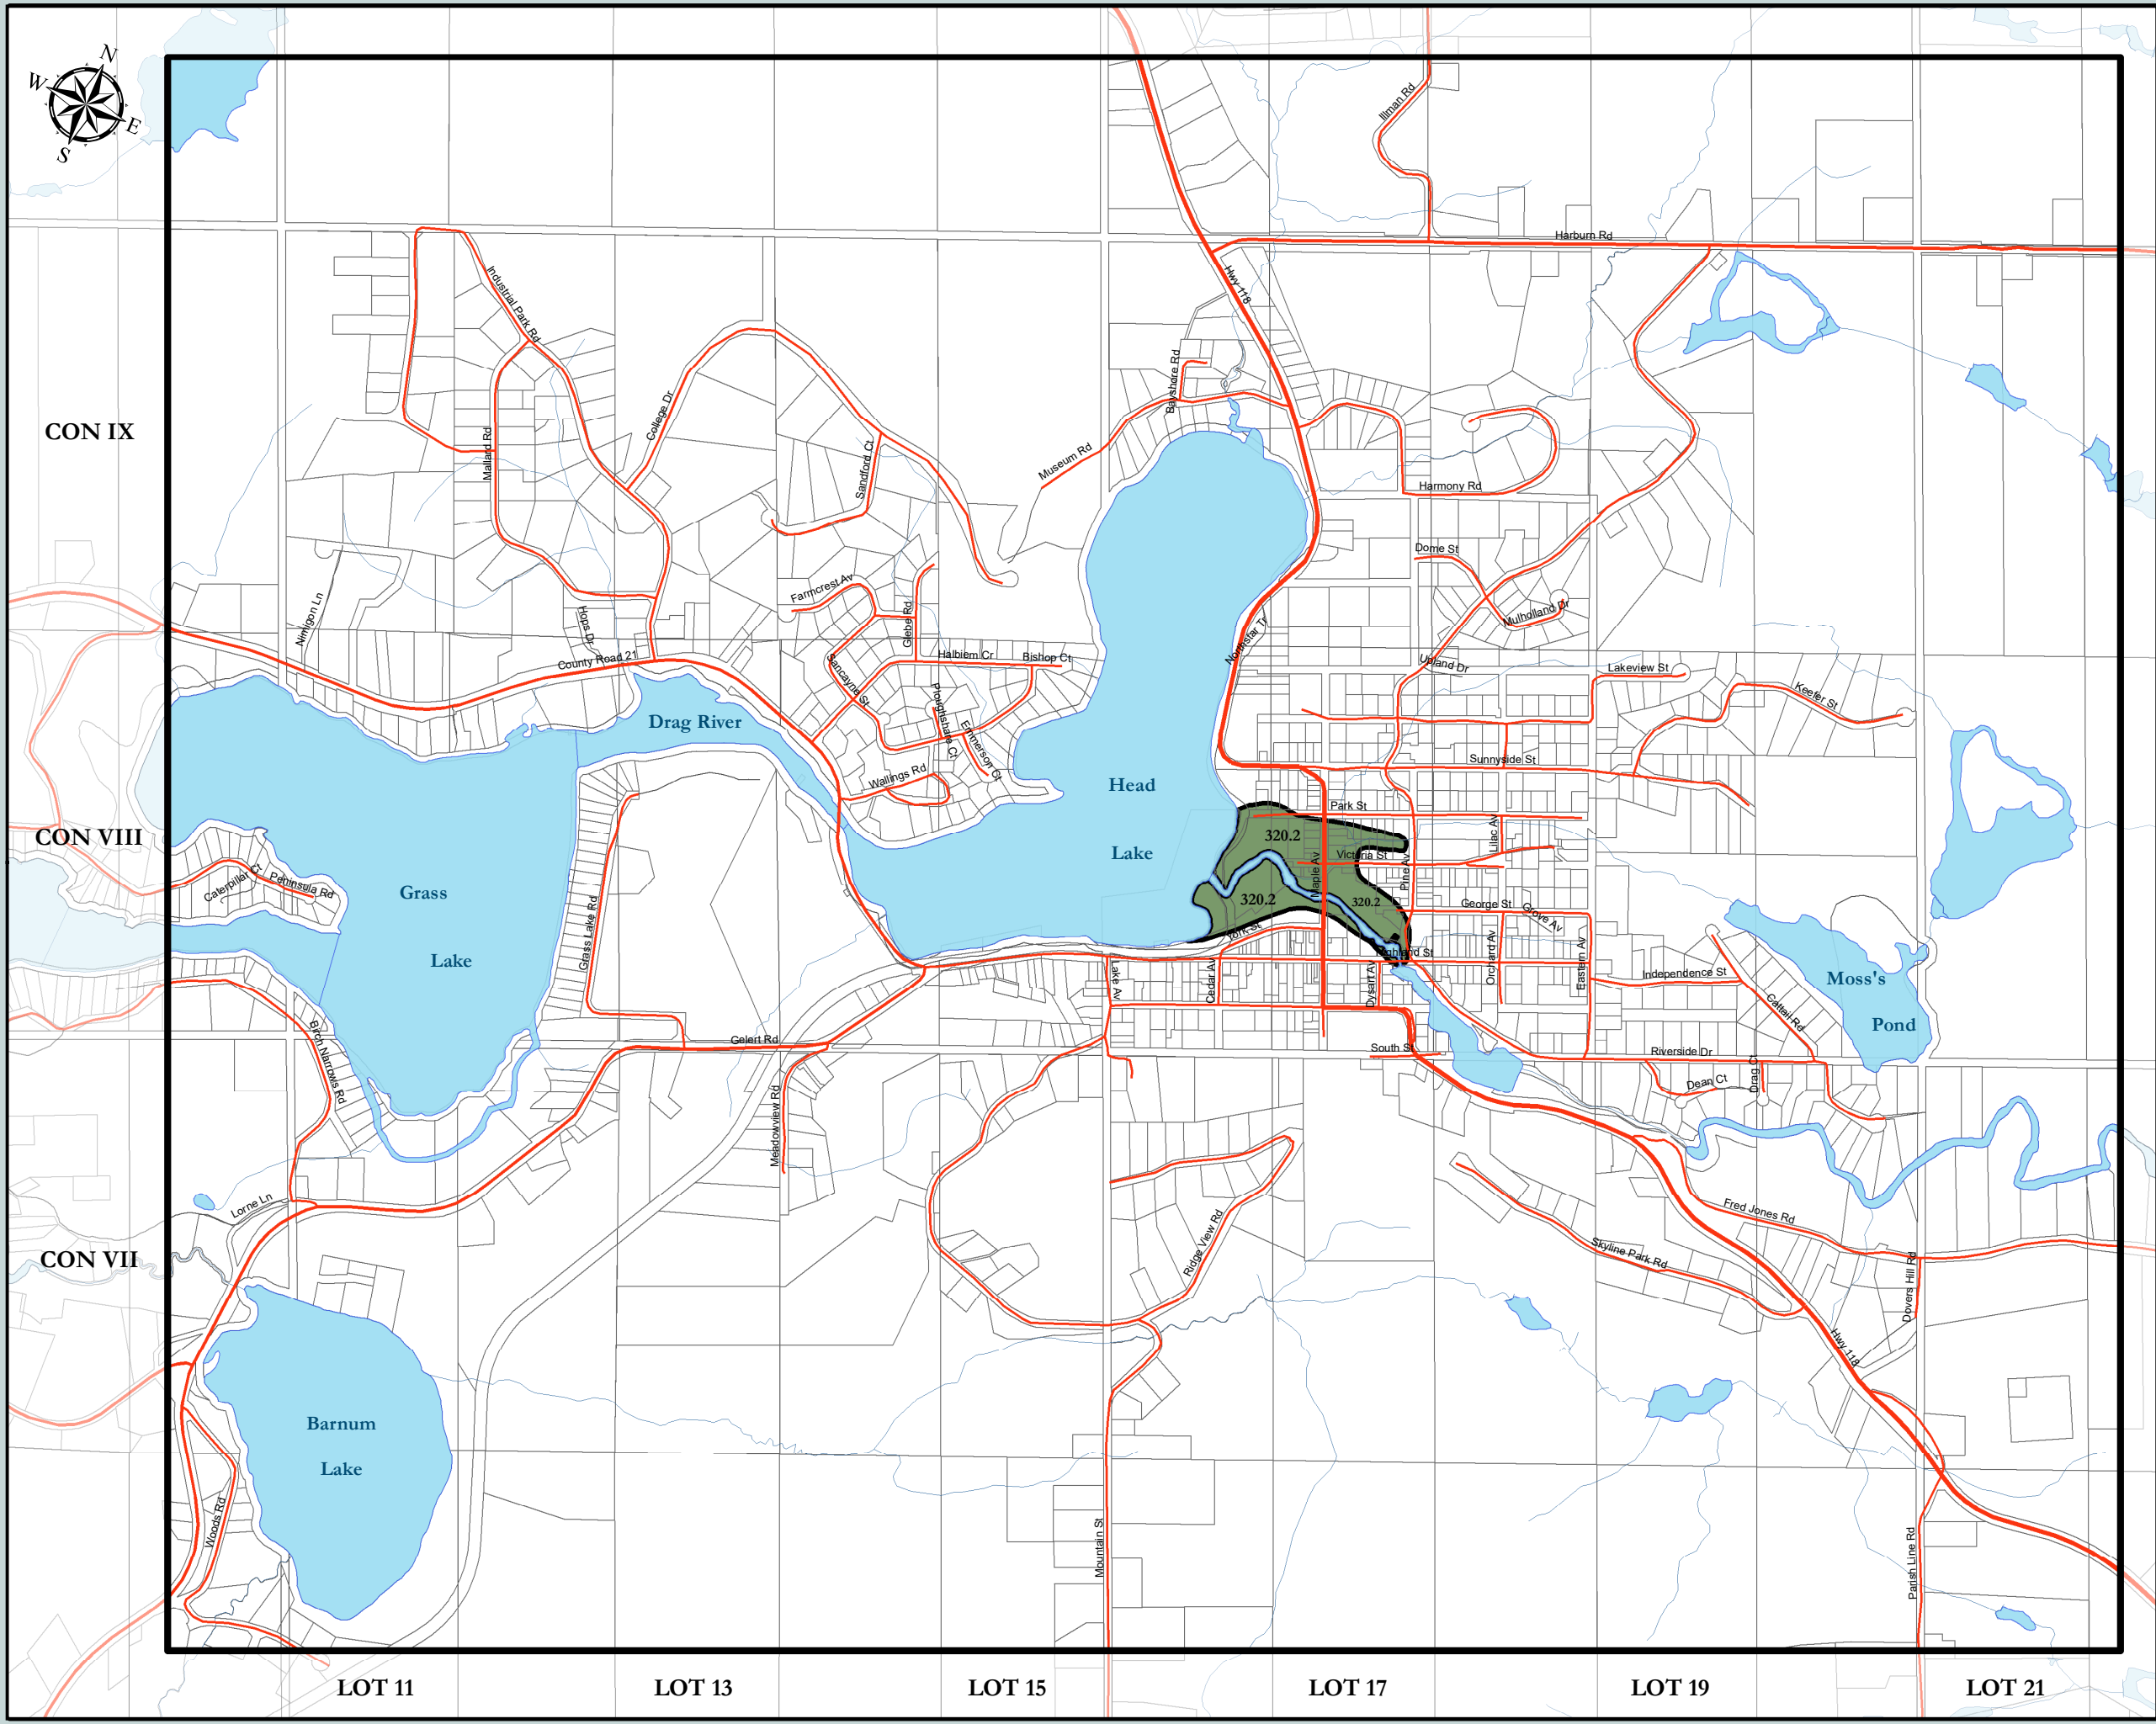 N
W
E
S
Illman Rd
Harburn Rd
Hwy 118
Industrial Park Rd
Bayshore Rd
College Dr
CON IX
Mallard Rd
Sandford Ct
Museum Rd
Harmony Rd
Dome St
Farmcrest Av
Mulholland Dr
Nimigon Ln
Hops Dr
Glebe Rd
Northstar Tr
County Road 21
Halbiem Cr
Bishop Ct
Upland Dr
Lakeview St
Sancayne St
Keefer St
Ploughshare Ct
Drag River
Emmerson Ct
Sunnyside St
Wallings Rd
Head
Lake
Park St
CON VIII
320.2
Lilac Av
Victoria St
Maple Av
Pine Av
Caterpillar Ct
Peninsula Rd
Grass
Lake
320.2
320.2
George St
Grove Av
Grass Lake Rd
York St
Highland St
Orchard Av
Eastern Av
Lake Av
Cedar Av
Dysart Av
Independence St
Moss's
Pond
Cattail Rd
Birch Narrows Rd
Gelert Rd
South St
Riverside Dr
Drag Ct
Dean Ct
Meadowview Rd
Lorne Ln
Fred Jones Rd
Ridge View Rd
Skyline Park Rd
CON VII
Dovers Hill Rd
Hwy 118
Barnum
Lake
Woods Rd
Mountain St
Parish Line Rd
LOT 11
LOT 13
LOT 15
LOT 17
LOT 19
LOT 21